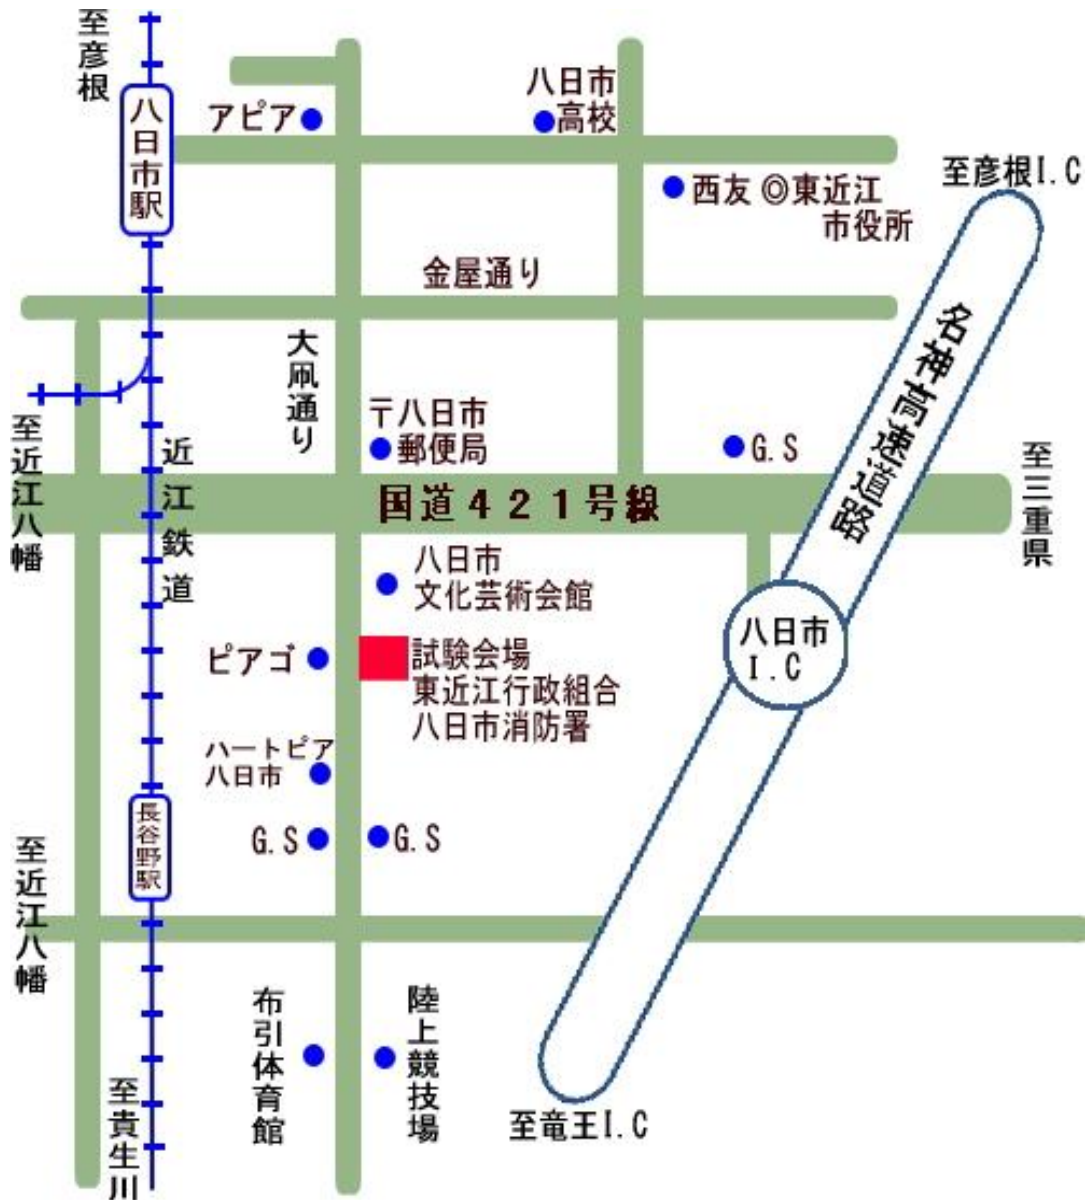 至彦根
八日市駅
アピア
八日市
高校
至彦根I.C
西友 ◎東近江
市役所
金屋通り
名神高速道路
大凧通り
〒八日市
郵便局
G.S
至近江八幡
近江鉄道
国道421号線
至三重県
八日市
文化芸術会館
八日市
I.C
ピアゴ
試験会場
東近江行政組合
八日市消防署
ハートピア
八日市
長谷野駅
G.S
G.S
至近江八幡
布引体育館
陸上競技場
至貴生川
至竜王I.C